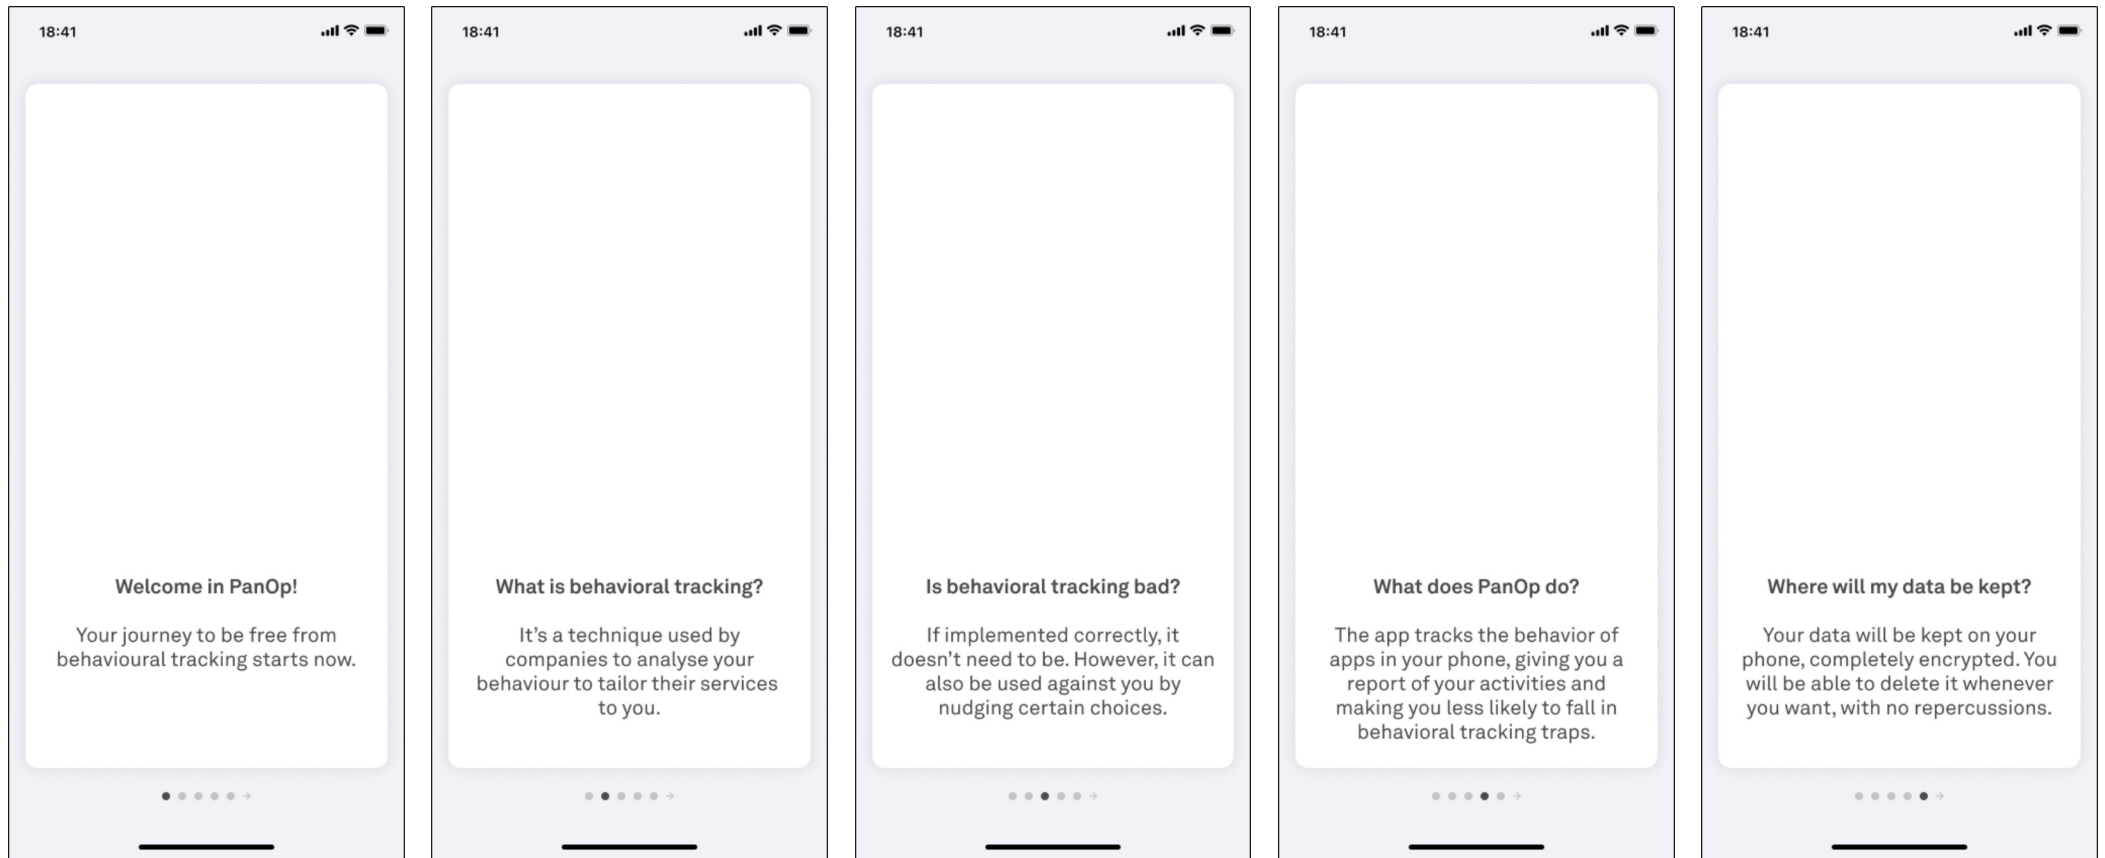 18:41
Welcome in PanOp!
Your journey to be free from
behavioural tracking starts now.
18:41
What is behavioral tracking?
It's a technique used by
companies to analyse your
behaviour to tailor their services
to you.
18:41
Is behavioral tracking bad?
If implemented correctly, it
doesn't need to be. However, it can
also be used against you by
nudging certain choices.
18:41
What does PanOp do?
The app tracks the behavior of
apps in your phone, giving you a
report of your activities and
making you less likely to fall in
behavioral tracking traps.
18:41
Where will my data be kept?
Your data will be kept on your
phone, completely encrypted. You
will be able to delete it whenever
you want, with no repercussions.